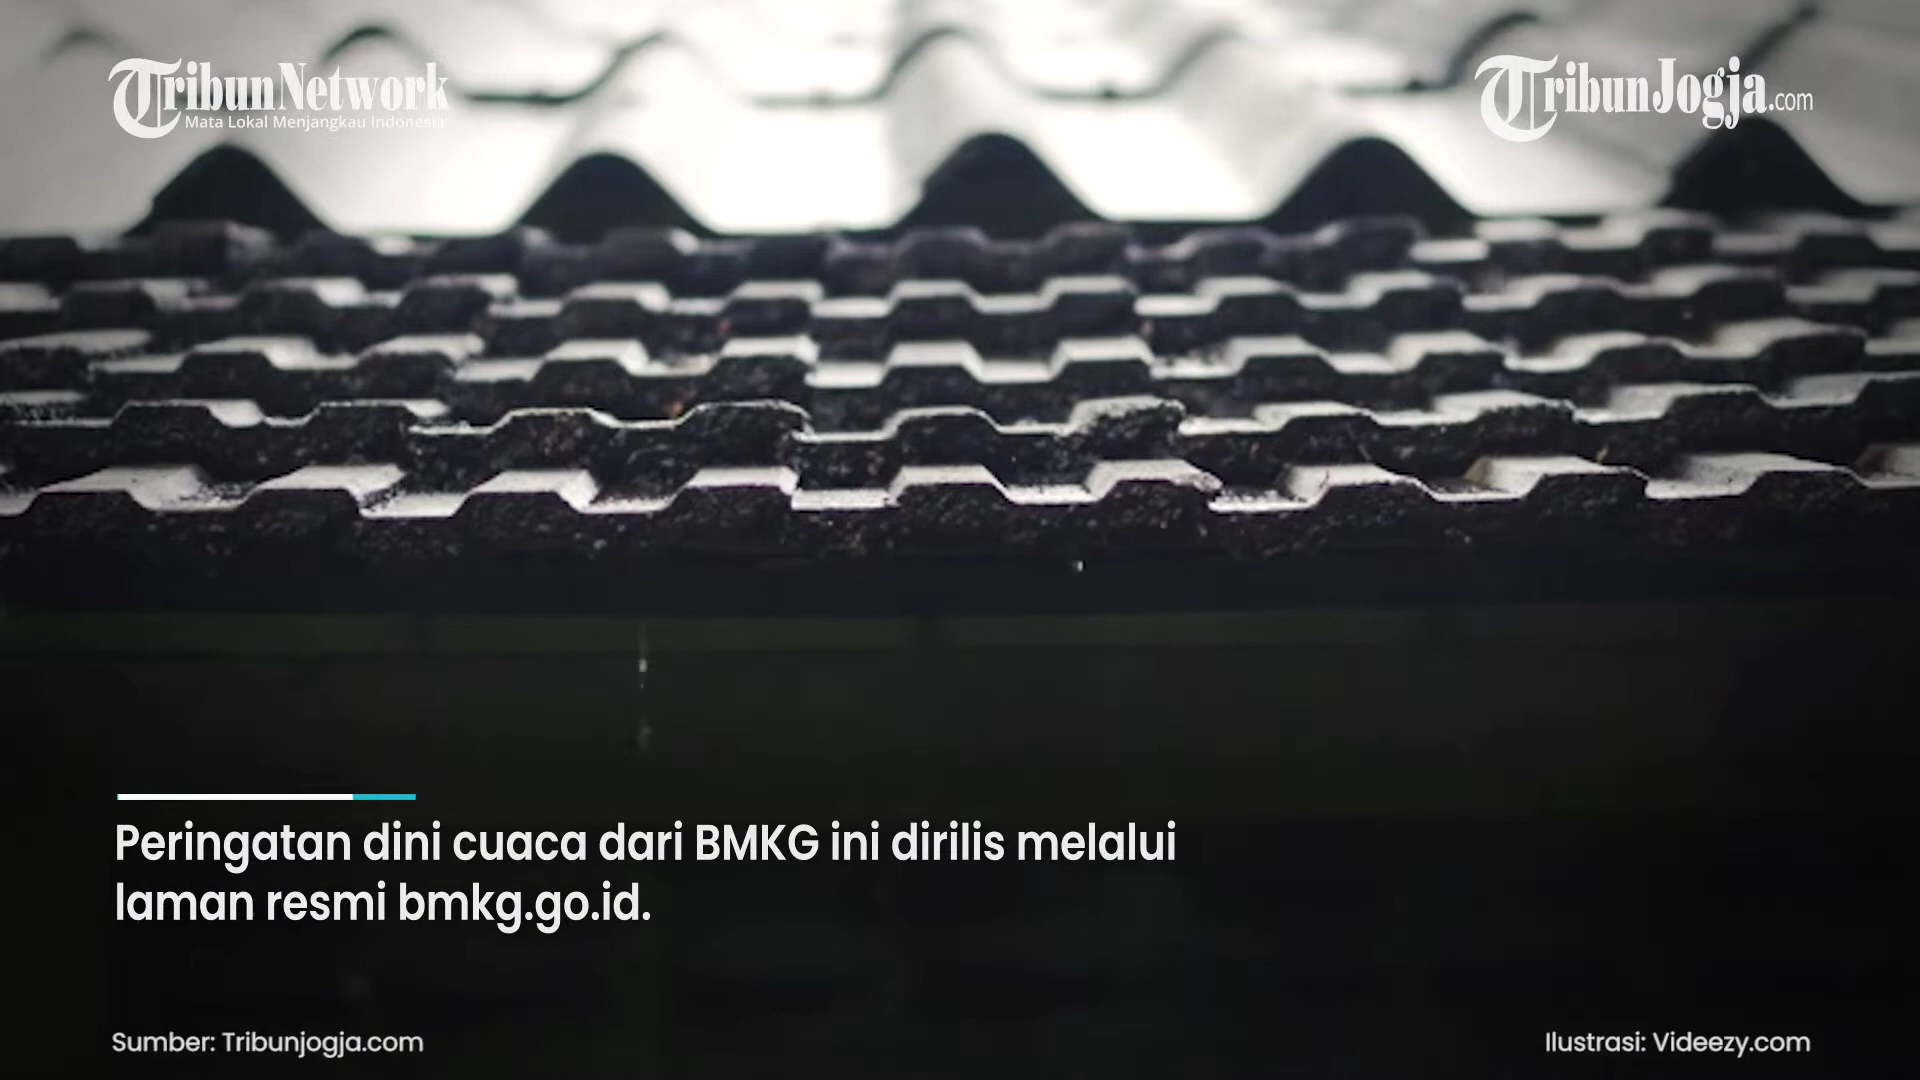 TribunNetwork
Mata Lokal Menjangkau Indonesia
TribunJogja.com
Peringatan dini cuaca dari BMKG ini dirilis melalui
laman resmi bmkg.go.id.
Sumber: Tribunjogja.com
Ilustrasi: Videezy.com